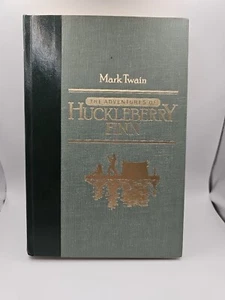 Mark Twain
THE ADVENTURES OF
HUCKLEBERRY
FINN